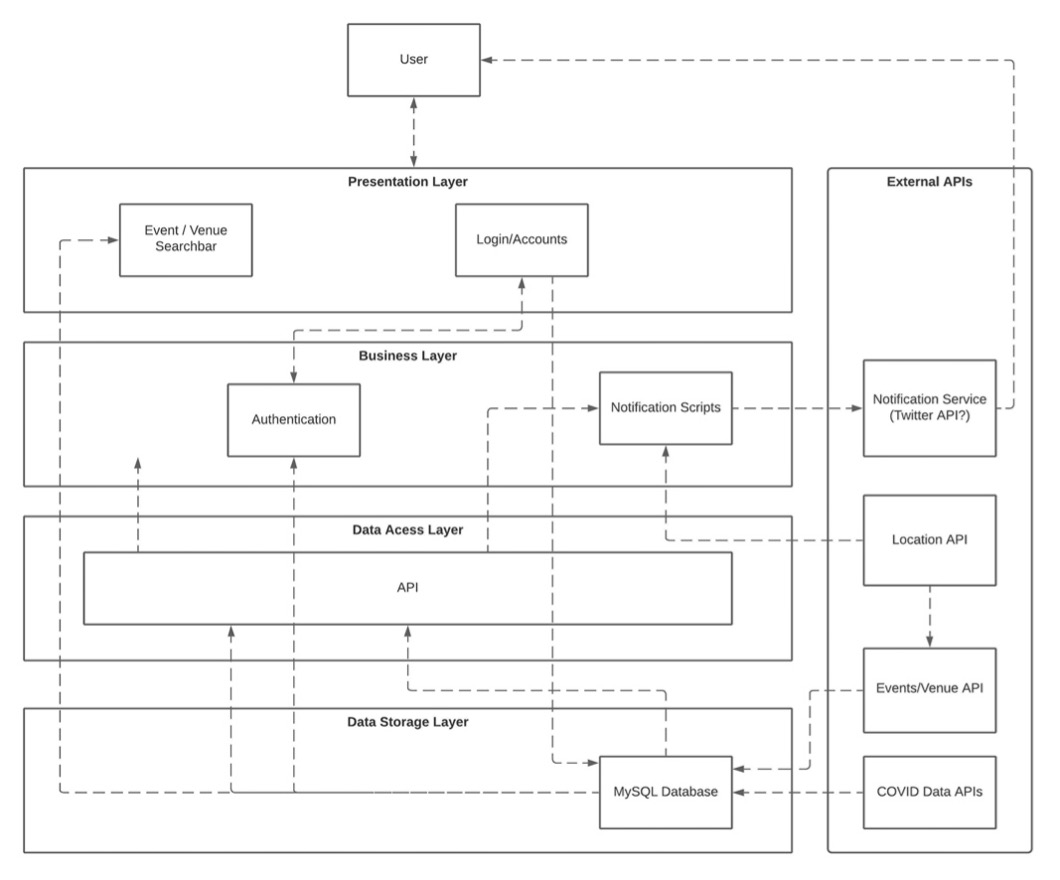 User
Presentation Layer
External APIs
Event / Venue
Searchbar
Login/Accounts
Business Layer
Authentication
Notification Scripts
Notification Service
(Twitter API?)
Data Acess Layer
Location API
API
Events/Venue API
Data Storage Layer
MySQL Database
COVID Data APIs